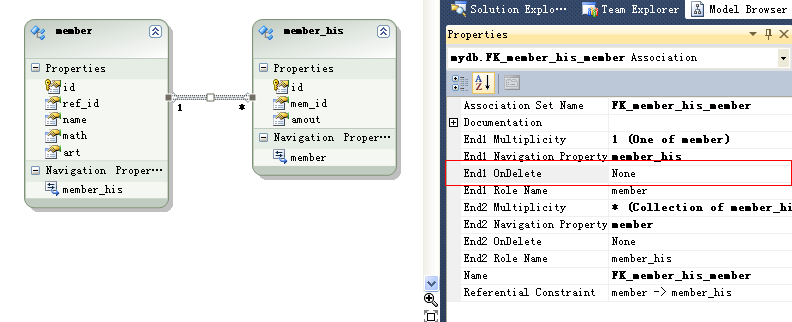 member
Properties
id
ref_id
name
math
art
Navigation Proper...
member_his
1
*
member_his
Properties
id
mem_id
amout
Navigation Prope...
member
Solution Explo...
Team Explorer
Model Browser
Properties
mydb.FK_member_his_member Association
A
Z
Association Set Name FK_member_his_member
Documentation
End1 Multiplicity 1 (One of member)
End1 Navigation Property member_his
End1 OnDelete None
End1 Role Name member
End2 Multiplicity * (Collection of member_hi
End2 Navigation Property member
End2 OnDelete None
End2 Role Name member_his
Name FK_member_his_member
Referential Constraint member -> member_his